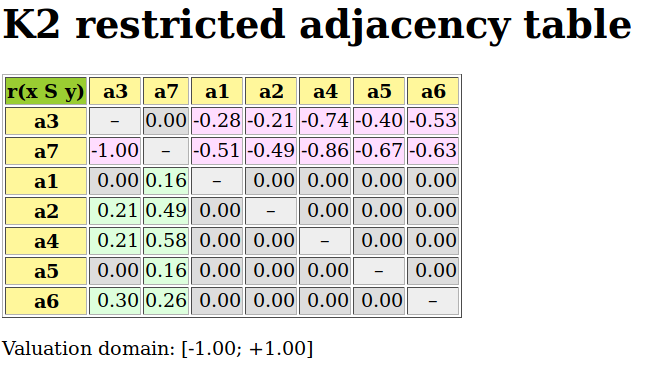 K2 restricted adjacency table
r(x S y) a3 a7 a1 a2 a4 a5 a6
a3 – 0.00 -0.28 -0.21 -0.74 -0.40 -0.53
a7 -1.00 – -0.51 -0.49 -0.86 -0.67 -0.63
a1 0.00 0.16 – 0.00 0.00 0.00 0.00
a2 0.21 0.49 0.00 – 0.00 0.00 0.00
a4 0.21 0.58 0.00 0.00 – 0.00 0.00
a5 0.00 0.16 0.00 0.00 0.00 – 0.00
a6 0.30 0.26 0.00 0.00 0.00 0.00 –
Valuation domain: [-1.00; +1.00]